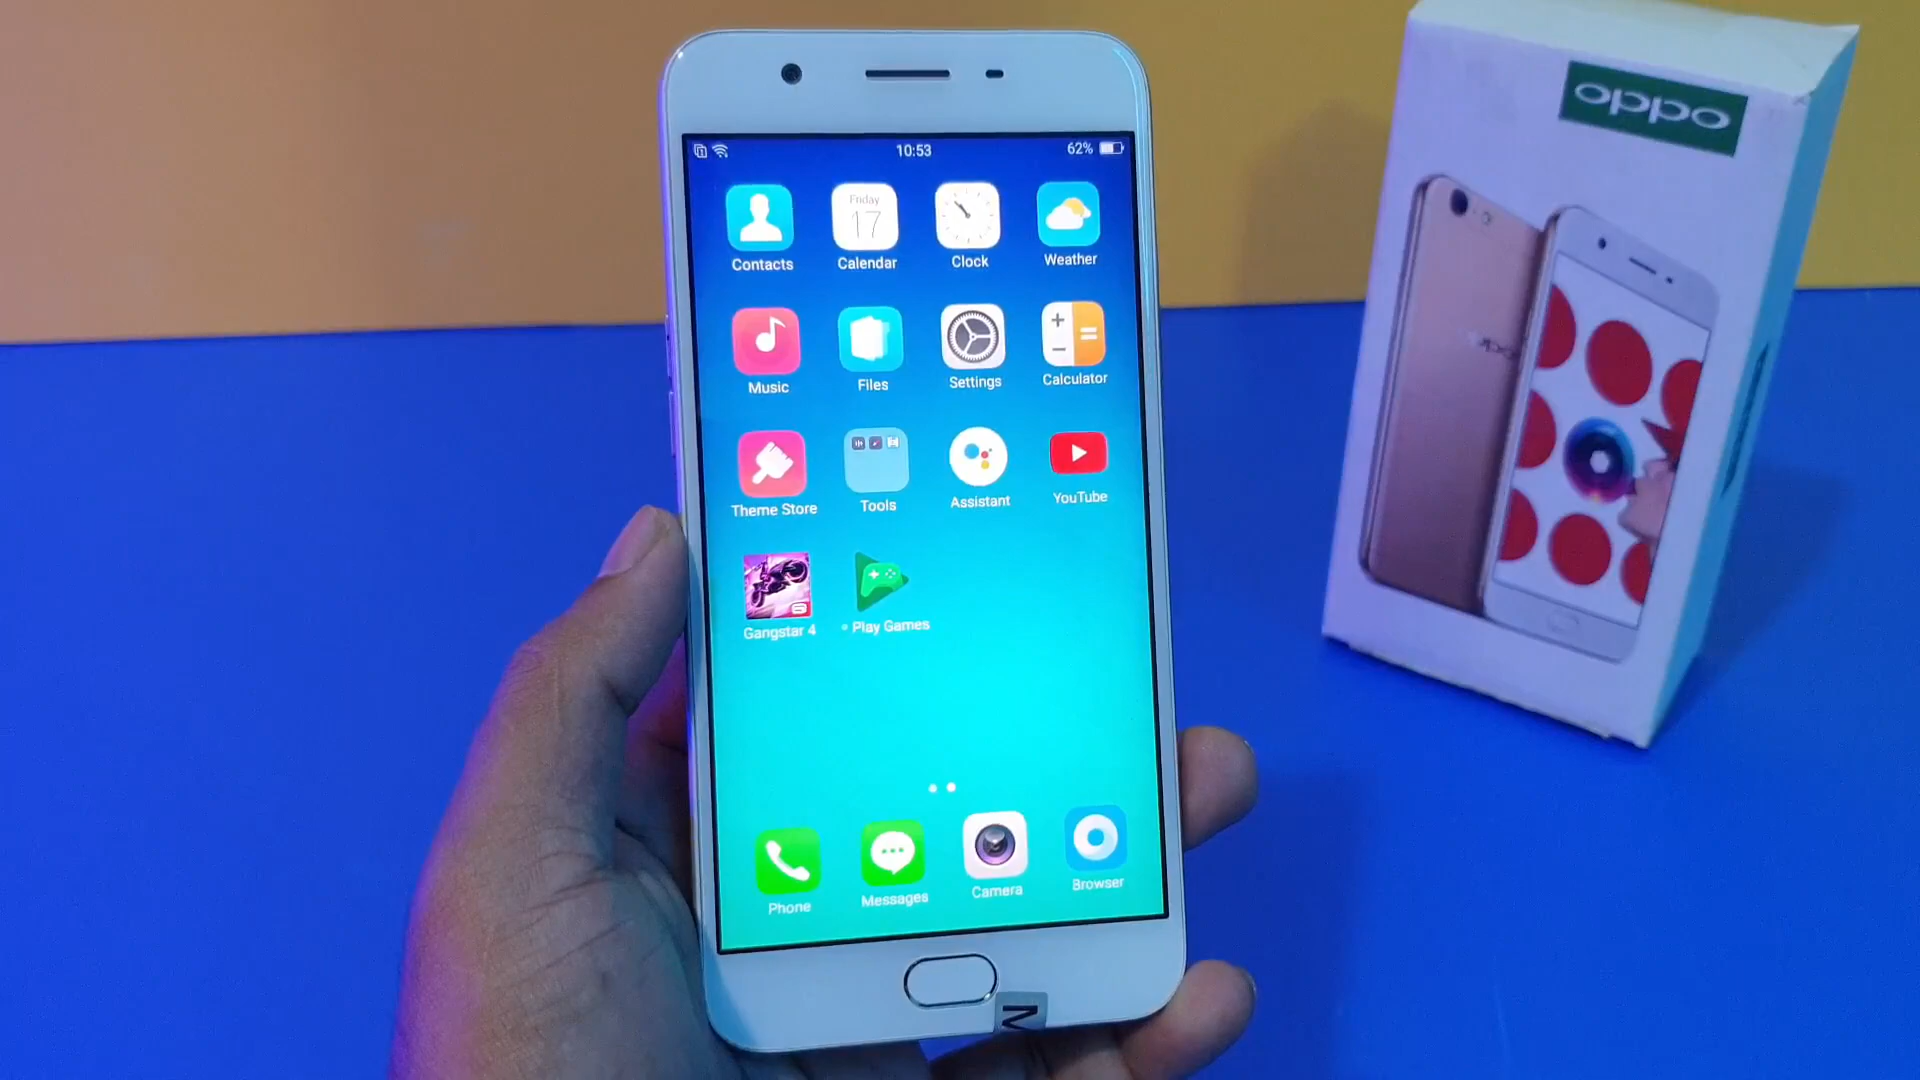 10:53
62%
Friday
17
Contacts
Calendar
Clock
Weather
Music
Files
Settings
Calculator
Theme Store
Tools
Assistant
YouTube
Gangstar 4
Play Games
Phone
Messages
Camera
Browser
M
oppo